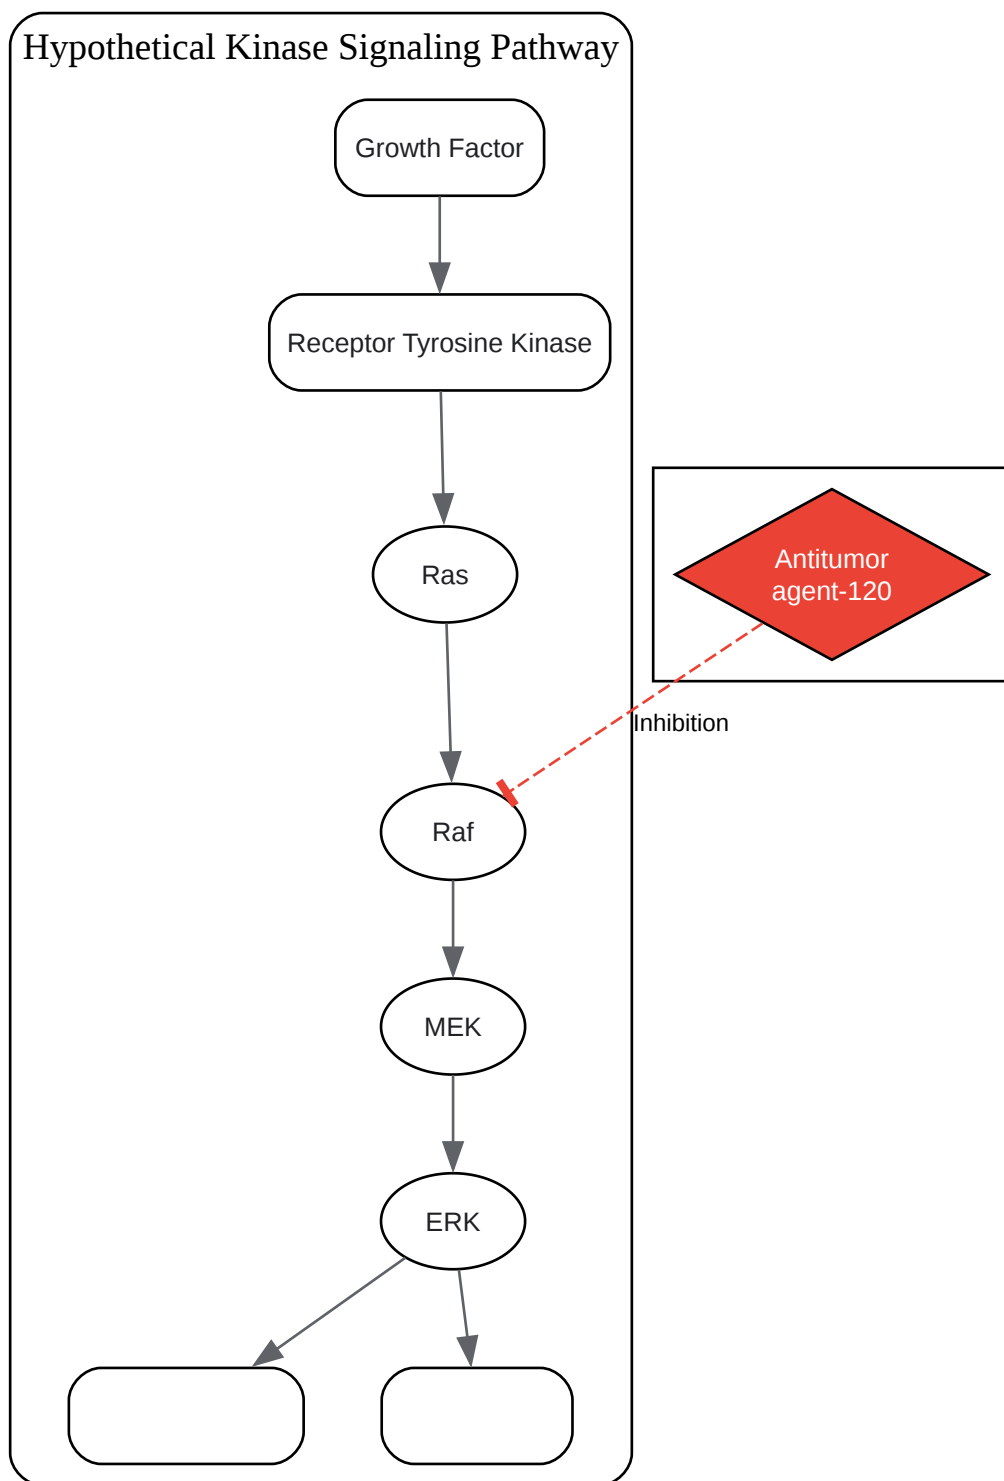 Hypothetical Kinase Signaling Pathway
Growth Factor
Receptor Tyrosine Kinase
Ras
Antitumor
agent-120
Inhibition
Raf
MEK
ERK